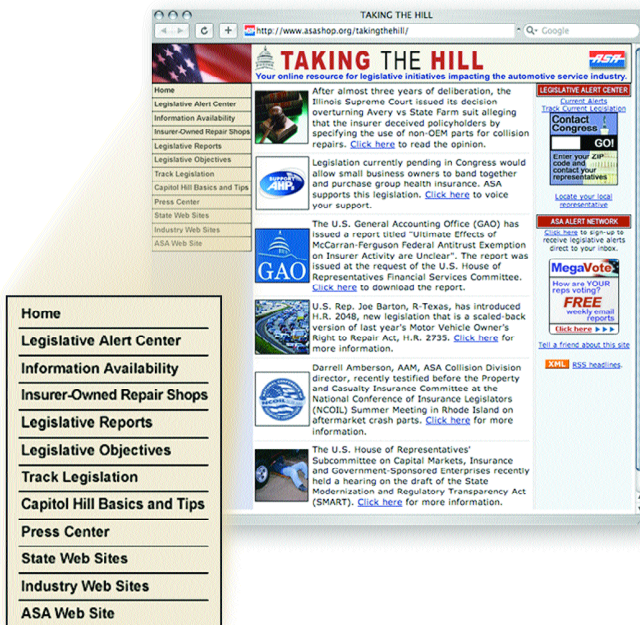 TAKING THE HILL
http://www.asashop.org/takingthehill/
Google
TAKING THE HILL
ASA
Your online resource for legislative initiatives impacting the automotive service industry.
Home
Legislative Alert Center
Information Availability
Insurer-Owned Repair Shops
Legislative Reports
Legislative Objectives
Track Legislation
Capitol Hill Basics and Tips
Press Center
State Web Sites
Industry Web Sites
ASA Web Site
After almost three years of deliberation, the
Illinois Supreme Court issued its decision
overturning Avery vs State Farm suit alleging
that the insurer deceived policyholders by
specifying the use of non-OEM parts for collision
repairs. Click here to read the opinion.
SUPPORT
AHPs
Legislation currently pending in Congress would
allow small business owners to band together
and purchase group health insurance. ASA
supports this legislation. Click here to voice
your support.
GAO
The U.S. General Accounting Office (GAO) has
issued a report titled "Ultimate Effects of
McCarran-Ferguson Federal Antitrust Exemption
on Insurer Activity are Unclear". The report was
issued at the request of the U.S. House of
Representatives Financial Services Committee.
Click here to download the report.
U.S. Rep. Joe Barton, R-Texas, has introduced
H.R. 2048, new legislation that is a scaled-back
version of last year's Motor Vehicle Owner's
Right to Repair Act, H.R. 2735. Click here for
more information.
NCOIL
Darrell Amberson, AAM, ASA Collision Division
director, recently testified before the Property
and Casualty Insurance Committee at the
National Conference of Insurance Legislators
(NCOIL) Summer Meeting in Rhode Island on
aftermarket crash parts. Click here for more
information.
The U.S. House of Representatives'
Subcommittee on Capital Markets, Insurance
and Government-Sponsored Enterprises recently
held a hearing on the draft of the State
Modernization and Regulatory Transparency Act
(SMART). Click here for more information.
LEGISLATIVE ALERT CENTER
Current Alerts
Track Current Legislation
Contact
Congress
GO!
Enter your ZIP
code and
contact your
representatives
Locate your local
representative
ASA ALERT NETWORK
Click here to sign-up to
receive legislative alerts
direct to your inbox.
MegaVote
How are YOUR
reps voting?
FREE
weekly email
reports
Click here
Tell a friend about this site
XML RSS headlines.
Home
Legislative Alert Center
Information Availability
Insurer-Owned Repair Shops
Legislative Reports
Legislative Objectives
Track Legislation
Capitol Hill Basics and Tips
Press Center
State Web Sites
Industry Web Sites
ASA Web Site